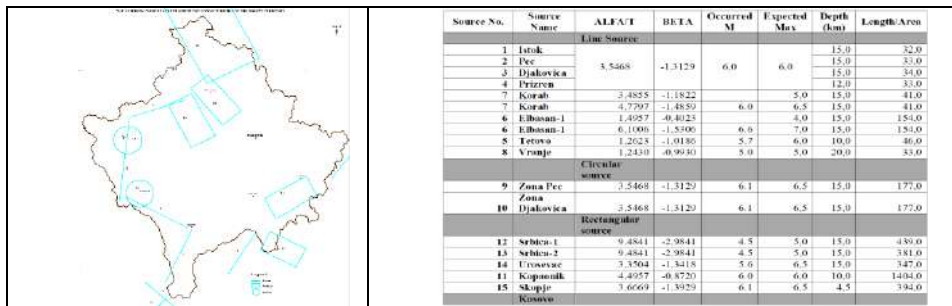 Source No. Source Name ALFA/T BETA Occurred M Expected Max Depth (km) Length/Area
Line Source
1 Istok 3.5468 -1.3129 6.0 6.0 15,0 32,0
2 Pec 15,0 33,0
3 Djakovica 15,0 34,0
4 Prizren 12,0 33,0
7 Korab 3,4855 -1.1822 5,0 15,0 41,0
7 Korab 4,7797 -1.4859 6,0 6,5 15,0 41,0
6 Elbasan-1 1,4957 -0.4023 4,0 15,0 154,0
6 Elbasan-1 6,1006 -1.5306 6,6 7,0 15,0 154,0
5 Tetovo 1,2623 -1.0186 5,7 6,0 10,0 46,0
8 Vranje 1,2430 -0.9930 5,0 5,0 20,0 33,0
Circular source
9 Zona Pec 3,5468 -1.3129 6,1 6,5 15,0 177,0
10 Zona Djakovica 3,5468 -1.3129 6,1 6,5 15,0 177,0
Rectangular source
12 Srbica-1 9,4841 -2.9841 4,5 5,0 15,0 439,0
13 Srbica-2 9,4841 -2.9841 4,5 5,0 15,0 381,0
14 Urosevac 3,3504 -1.3418 5,6 6,5 15,0 347,0
11 Kopaonik 4,4957 -0.8720 6,0 6,0 10,0 1404,0
15 Skopje 3,6669 -1.3929 6,1 6,5 4,5 394,0
Kosovo